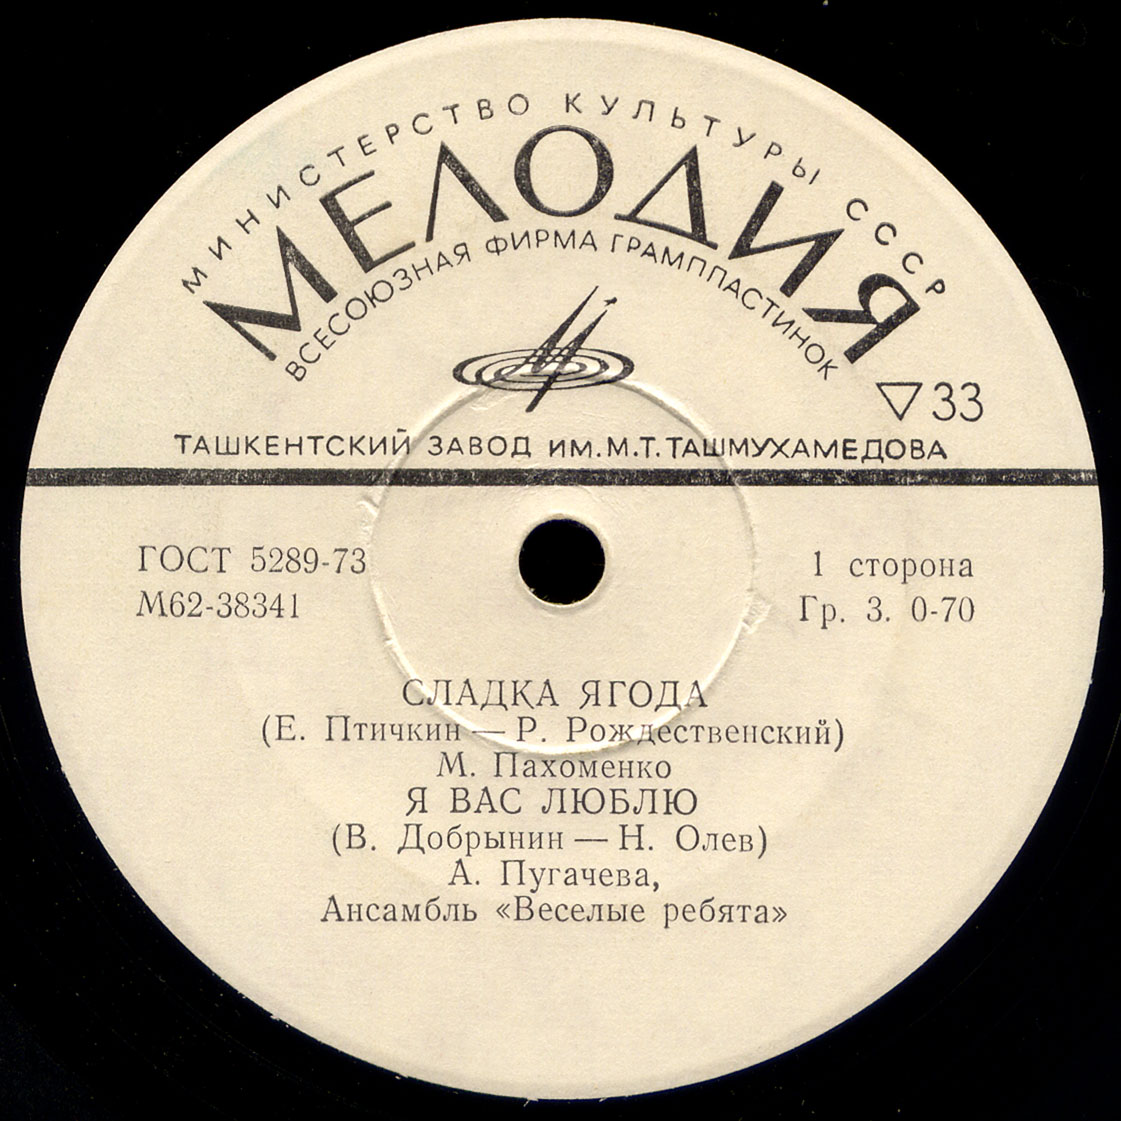 МИНИСТЕРСТВО КУЛЬТУРЫ СССР
МЕЛОДИЯ
ВСЕСОЮЗНАЯ ФИРМА ГРАМПЛАСТИНОК
▽33
ТАШКЕНТСКИЙ ЗАВОД ИМ. М.Т. ТАШМУХАМЕДОВА
ГОСТ 5289-73
М62-38341
1 сторона
Гр. 3. 0-70
СЛАДКА ЯГОДА
(Е. Птичкин — Р. Рождественский)
М. Пахоменко
Я ВАС ЛЮБЛЮ
(В. Добрынин — Н. Олев)
А. Пугачева,
Ансамбль «Веселые ребята»